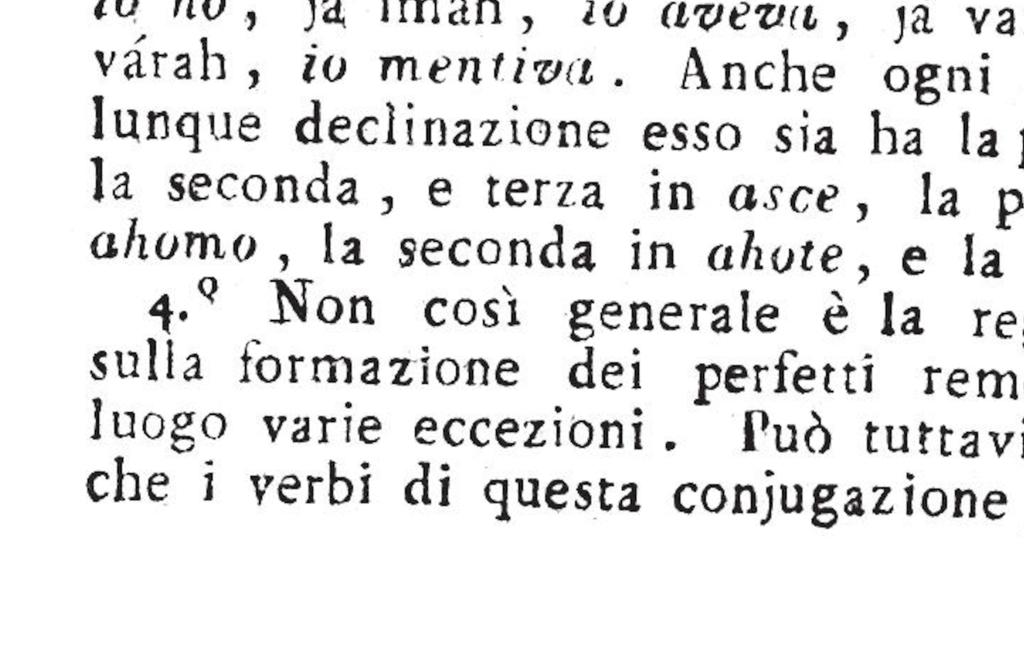 io ho, ja imah, io aveva, ja va
várah, io mentiva. Anche ogni
lunque declinazione esso sia ha la
la seconda, e terza in asce, la p
ahomo, la seconda in ahote, e la
4.º Non così generale è la re
sulla formazione dei perfetti rem
luogo varie eccezioni. Può tuttavi
che i verbi di questa conjugazione